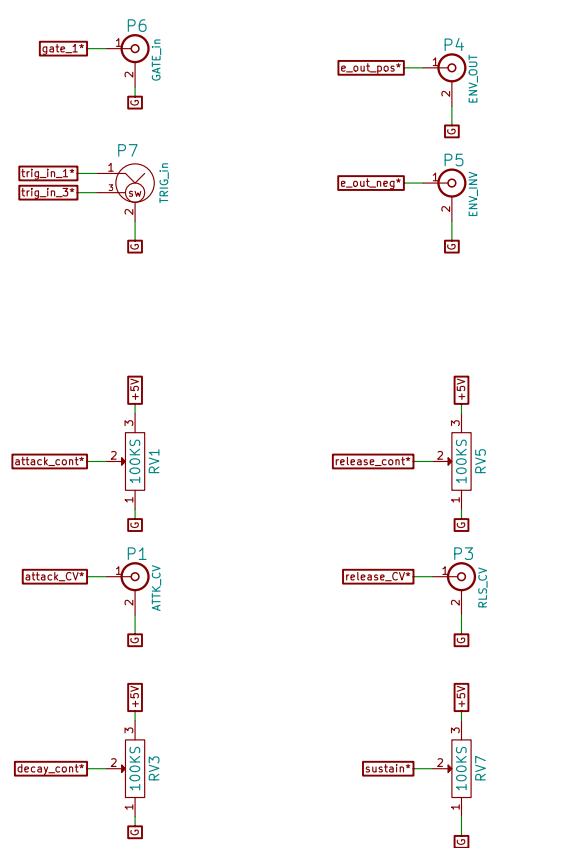 P6
gate_1*
1
GATE_in
2
G
P4
e_out_pos*
1
ENV_OUT
2
G
P7
trig_in_1*
1
trig_in_3*
3
SW
TRIG_in
2
G
P5
e_out_neg*
1
ENV_INV
2
G
+5V
3
attack_cont*
2
100KS
RV1
1
G
+5V
3
release_cont*
2
100KS
RV5
1
G
P1
attack_CV*
1
ATTK_CV
2
G
P3
release_CV*
1
RLS_CV
2
G
+5V
3
decay_cont*
2
100KS
RV3
1
G
+5V
3
sustain*
2
100KS
RV7
1
G